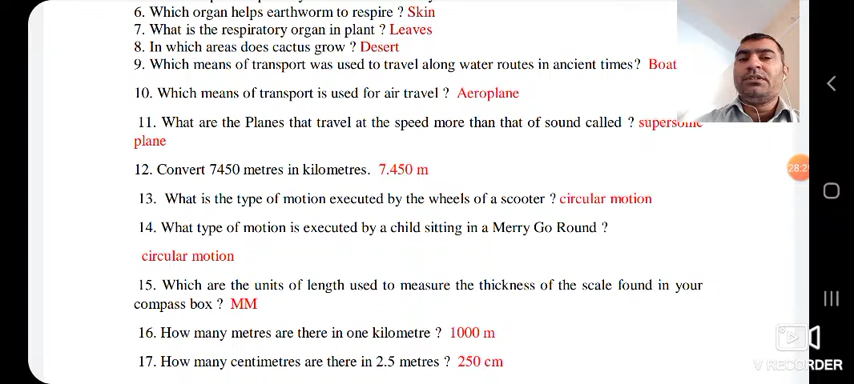 6. Which organ helps earthworm to respire ? Skin
7. What is the respiratory organ in plant ? Leaves
8. In which areas does cactus grow ? Desert
9. Which means of transport was used to travel along water routes in ancient times? Boat
10. Which means of transport is used for air travel ? Aeroplane
11. What are the Planes that travel at the speed more than that of sound called ? supersonic
plane
12. Convert 7450 metres in kilometres. 7.450 m
28:2
13. What is the type of motion executed by the wheels of a scooter ? circular motion
14. What type of motion is executed by a child sitting in a Merry Go Round ?
circular motion
15. Which are the units of length used to measure the thickness of the scale found in your
compass box ? MM
16. How many metres are there in one kilometre ? 1000 m
17. How many centimetres are there in 2.5 metres ? 250 cm
V RECORDER